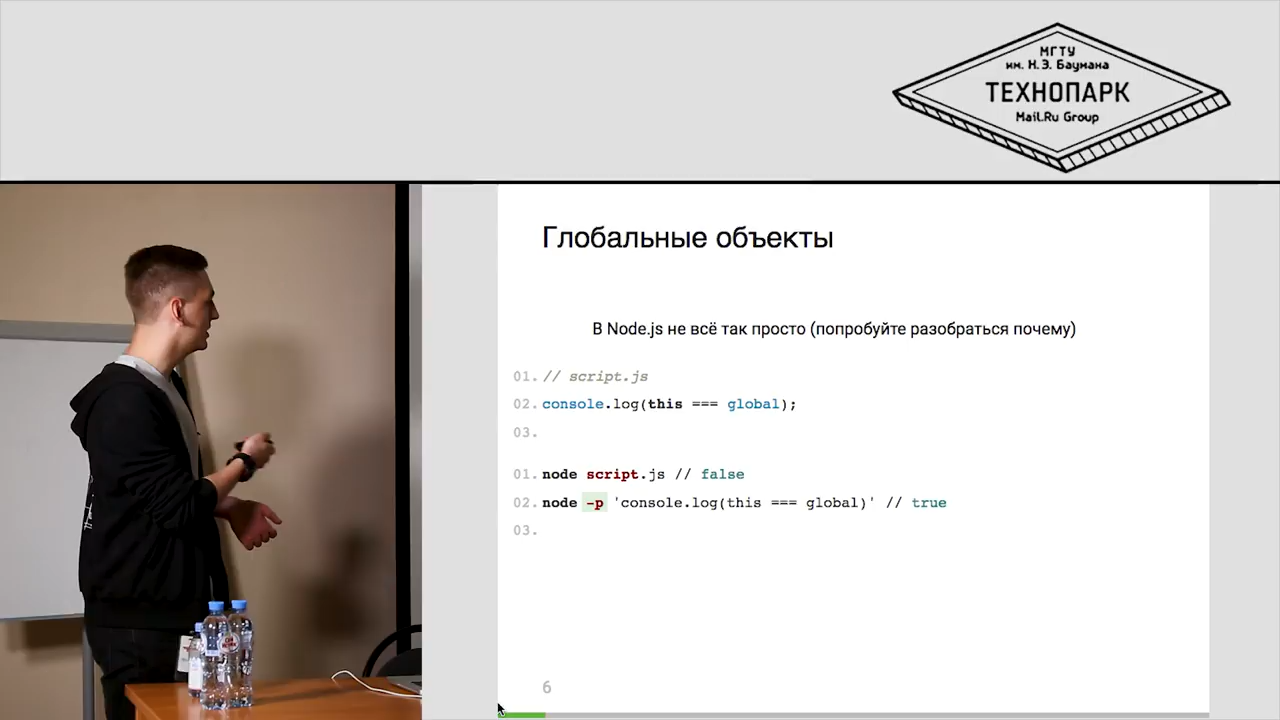 МГТУ
им. Н.Э. Баумана
ТЕХНОПАРК
Mail.Ru Group
Глобальные объекты
В Node.js не всё так просто (попробуйте разобраться почему)
01. // script.js
02. console.log(this === global);
03.
01. node script.js // false
02. node -p 'console.log(this === global)' // true
03.
6